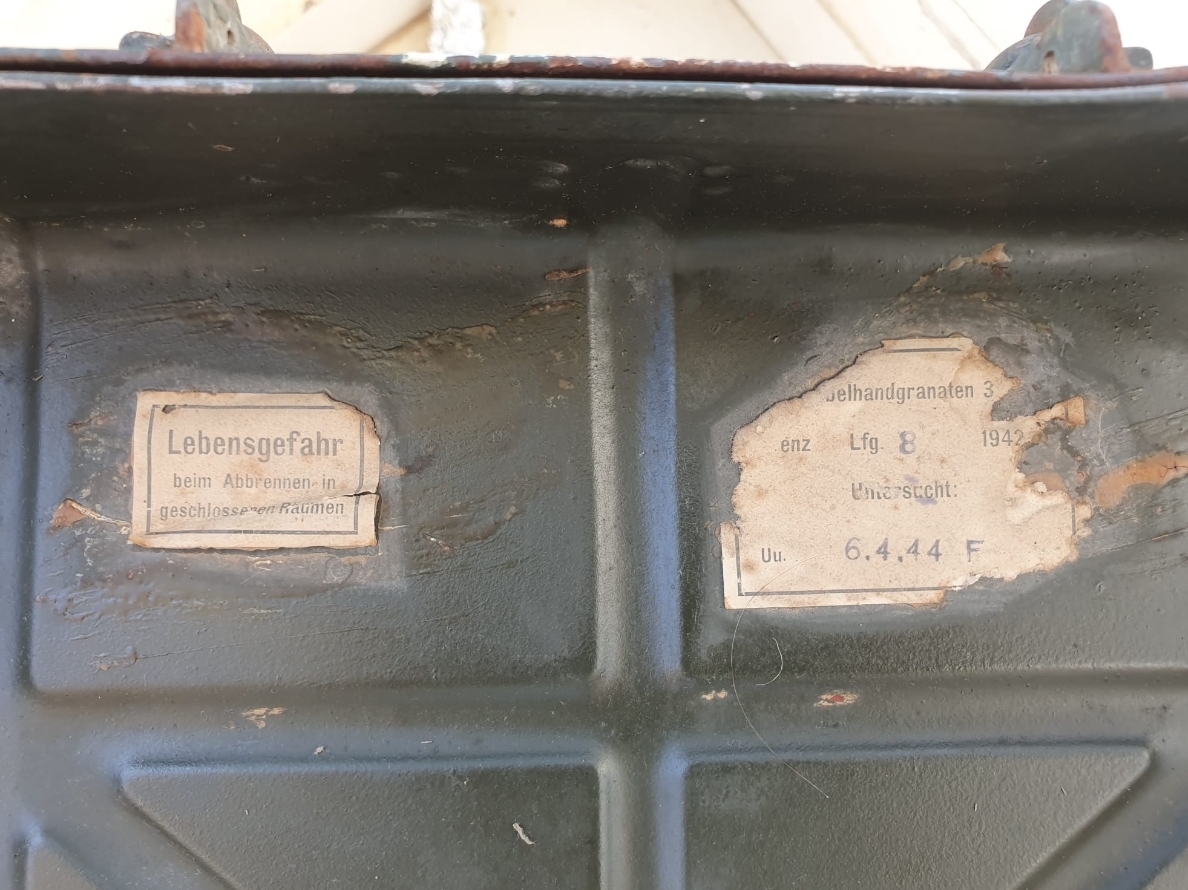 Lebensgefahr
beim Abbrennen in
geschlossenen Räumen
belhandgranaten 3
enz Lfg. 8 1942
Untersucht:
Uu. 6.4.44 F